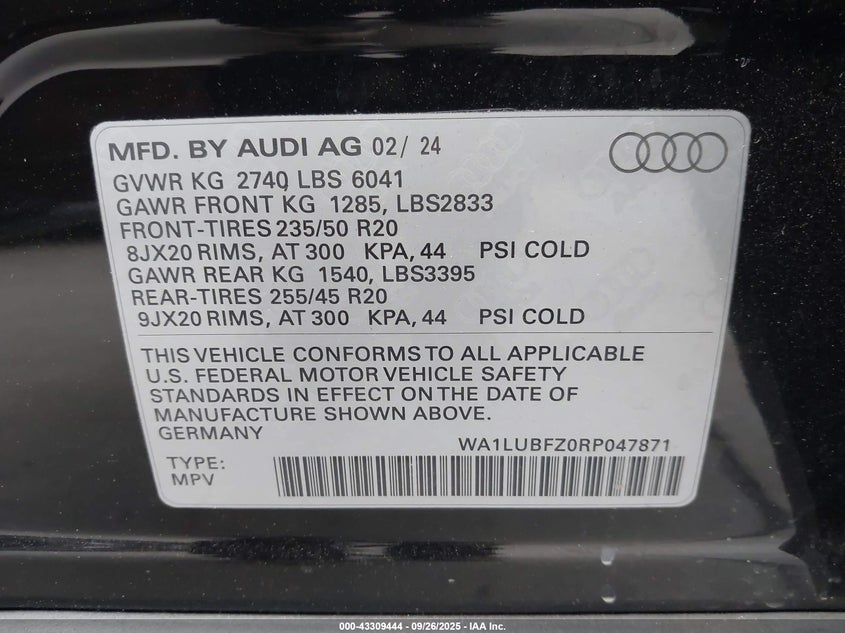 MFD. BY AUDI AG 02/ 24
GVWR KG 2740 LBS 6041
GAWR FRONT KG 1285, LBS2833
FRONT-TIRES 235/50 R20
8JX20 RIMS, AT 300 KPA, 44 PSI COLD
GAWR REAR KG 1540, LBS3395
REAR-TIRES 255/45 R20
9JX20 RIMS, AT 300 KPA, 44 PSI COLD
THIS VEHICLE CONFORMS TO ALL APPLICABLE
U.S. FEDERAL MOTOR VEHICLE SAFETY
STANDARDS IN EFFECT ON THE DATE OF
MANUFACTURE SHOWN ABOVE.
GERMANY
WA1LUBFZ0RP047871
TYPE:
MPV
000-43309444 - 09/26/2025 - IAA Inc.